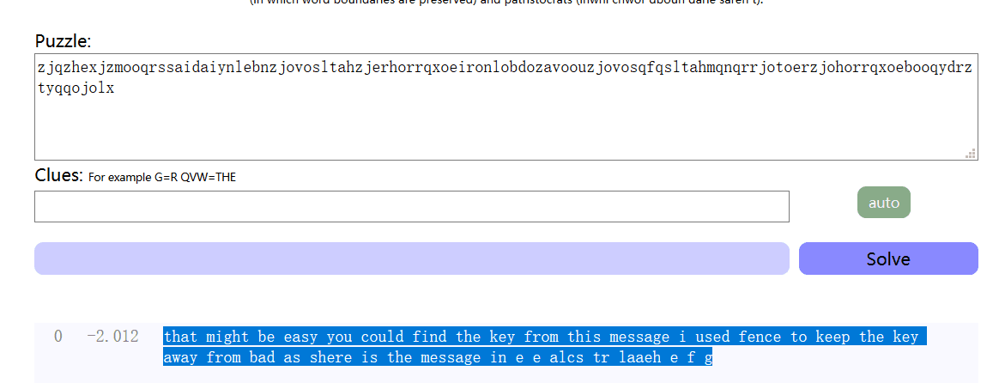 (in which word boundaries are preserved) and patristocrats (inwhi chwor dboun darie saren t).
Puzzle:
zjqzhexjzmooqrssaidaiynlebnzjovosltahzjerhorrqxoeironlobdozavoouzjovosqfqsltahmqnqrrjotoerzjohorrqxoebooqydrz
tyqqojolx
Clues: For example G=R QVW=THE
auto
Solve
0 -2.012 that might be easy you could find the key from this message i used fence to keep the key
away from bad as shere is the message in e e alcs tr laaeh e f g